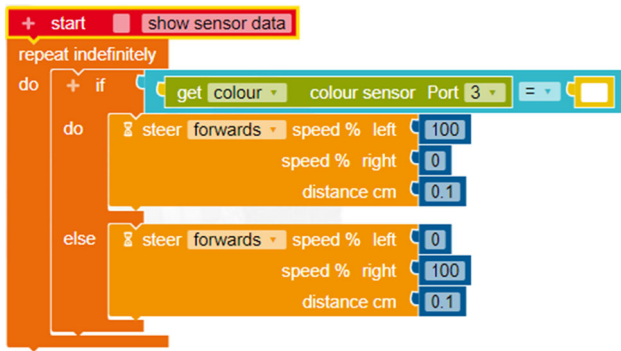 + start show sensor data
repeat indefinitely
do + if get colour colour sensor Port 3 =
do steer forwards speed % left 100
speed % right 0
distance cm 0.1
else steer forwards speed % left 0
speed % right 100
distance cm 0.1